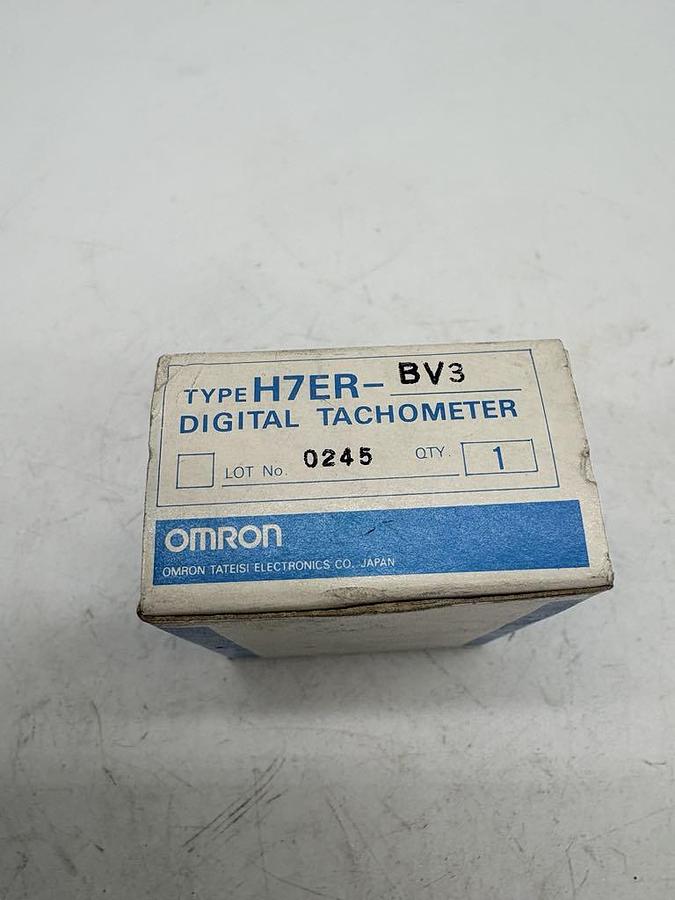 TYPE H7ER- BV3
DIGITAL TACHOMETER
LOT No. 0245 QTY. 1
OMRON
OMRON TATEISI ELECTRONICS CO. JAPAN